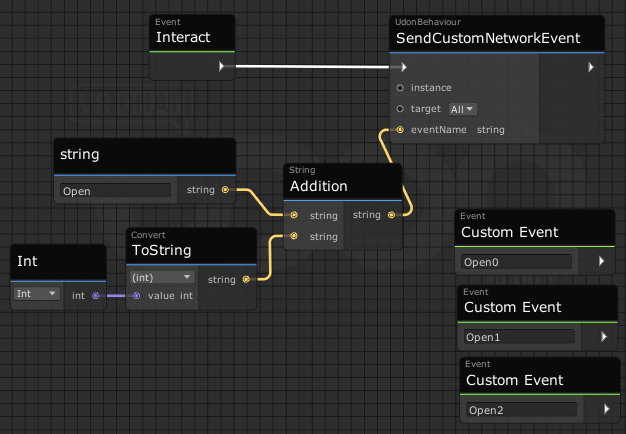 Event
Interact
UdonBehaviour
SendCustomNetworkEvent
instance
target All
eventName string
string
Open string
String
Addition
string string
string
Int
Int int
Convert
ToString
(int) string
value int
Event
Custom Event
Open0
Event
Custom Event
Open1
Event
Custom Event
Open2